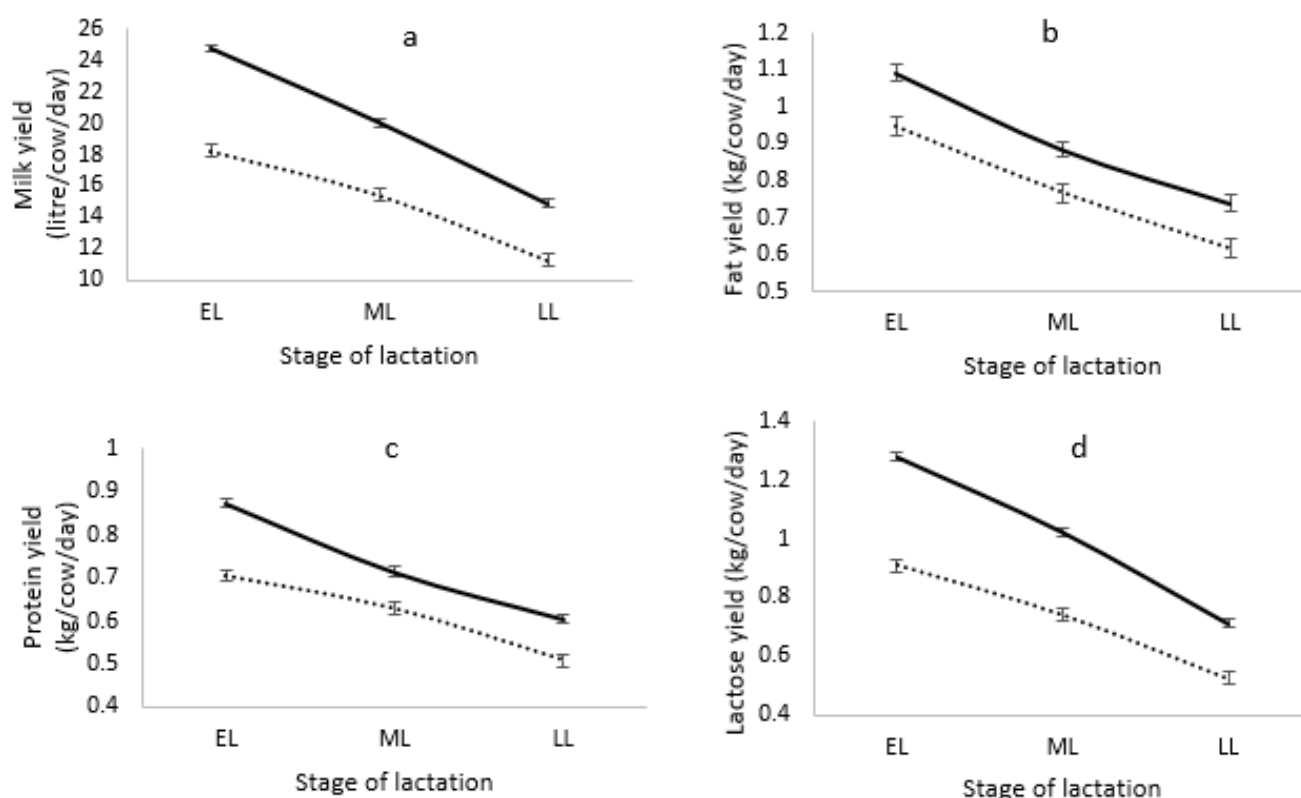 a
Milk yield
(litre/cow/day)
26
24
22
20
18
16
14
12
10
EL ML LL
Stage of lactation
b
Fat yield (kg/cow/day)
1.2
1.1
1
0.9
0.8
0.7
0.6
0.5
EL ML LL
Stage of lactation
c
Protein yield
(kg/cow/day)
1
0.9
0.8
0.7
0.6
0.5
0.4
EL ML LL
Stage of lactation
d
Lactose yield (kg/cow/day)
1.4
1.2
1
0.8
0.6
0.4
EL ML LL
Stage of lactation